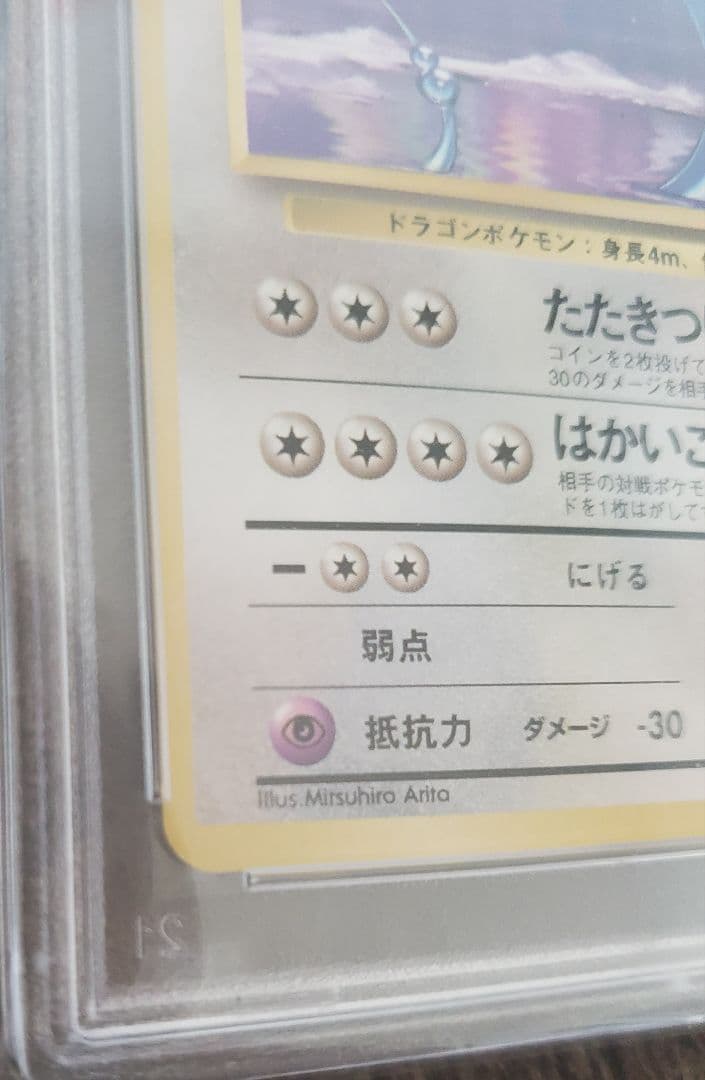 ドラゴンポケモン：身長4m、
たたきつ
コインを2枚投げて
30のダメージを相手
はかいこ
相手の対戦ポケモ
ドを1枚はがして
にげる
弱点
抵抗力 ダメージ -30
Illus.Mitsuhiro Arita
21